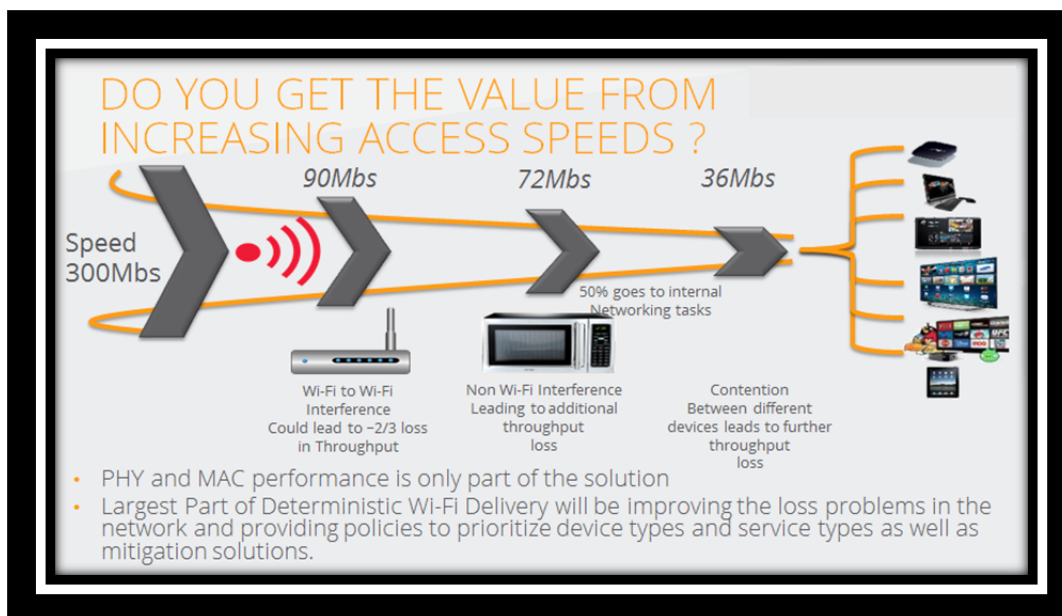 DO YOU GET THE VALUE FROM
INCREASING ACCESS SPEEDS ?
90Mbs
72Mbs
36Mbs
Speed
300Mbs
50% goes to internal
Networking tasks
Wi-Fi to Wi-Fi
Interference
Could lead to ~2/3 loss
in Throughput
Non Wi-Fi Interference
Leading to additional
throughput
loss
Contention
Between different
devices leads to further
throughput
loss
• PHY and MAC performance is only part of the solution
• Largest Part of Deterministic Wi-Fi Delivery will be improving the loss problems in the
network and providing policies to prioritize device types and service types as well as
mitigation solutions.